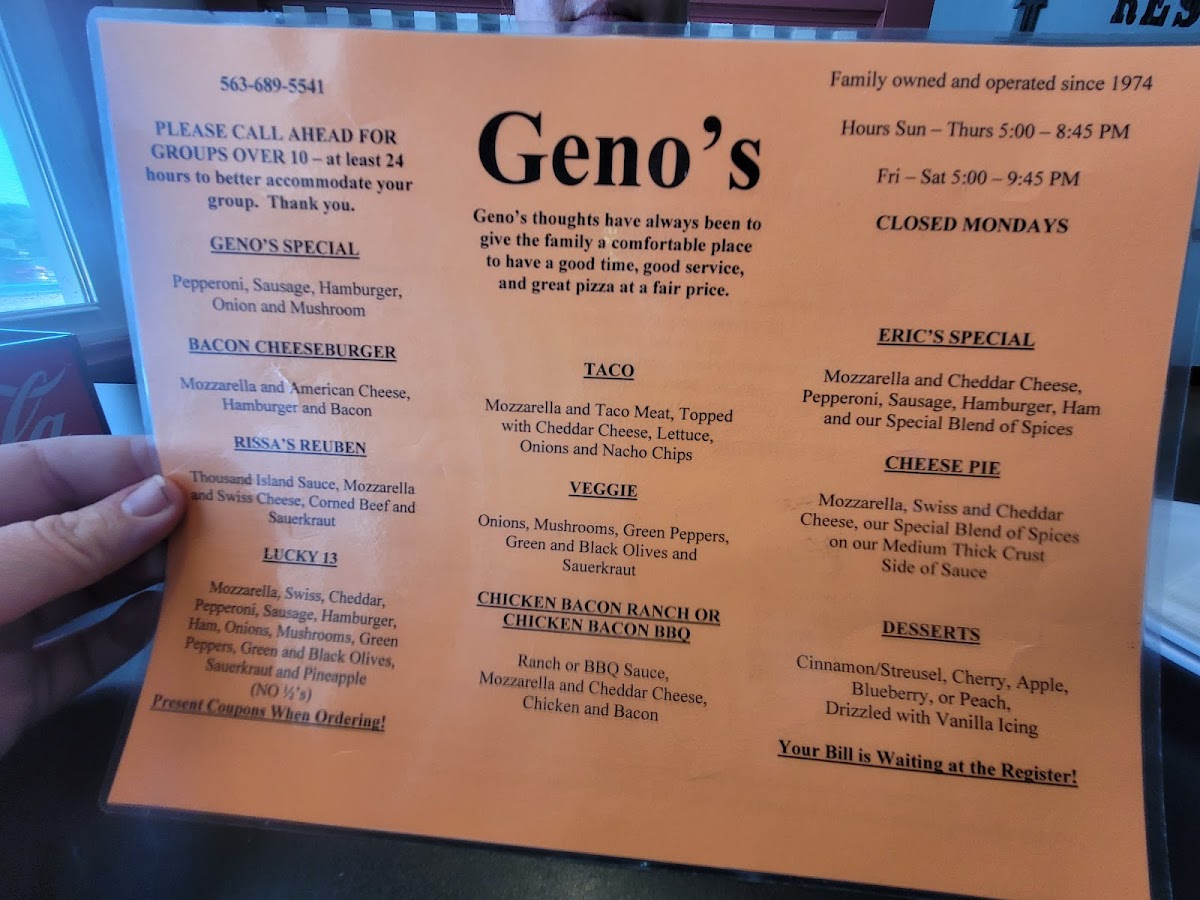 563-689-5541
PLEASE CALL AHEAD FOR
GROUPS OVER 10 – at least 24
hours to better accommodate your
group. Thank you.
GENO'S SPECIAL
Pepperoni, Sausage, Hamburger,
Onion and Mushroom
BACON CHEESEBURGER
Mozzarella and American Cheese,
Hamburger and Bacon
RISSA'S REUBEN
Thousand Island Sauce, Mozzarella
and Swiss Cheese, Corned Beef and
Sauerkraut
LUCKY 13
Mozzarella, Swiss, Cheddar,
Pepperoni, Sausage, Hamburger,
Ham, Onions, Mushrooms, Green
Peppers, Green and Black Olives,
Sauerkraut and Pineapple
(NO ½'s)
Present Coupons When Ordering!
Geno's
Geno's thoughts have always been to
give the family a comfortable place
to have a good time, good service,
and great pizza at a fair price.
TACO
Mozzarella and Taco Meat, Topped
with Cheddar Cheese, Lettuce,
Onions and Nacho Chips
VEGGIE
Onions, Mushrooms, Green Peppers,
Green and Black Olives and
Sauerkraut
CHICKEN BACON RANCH OR
CHICKEN BACON BBQ
Ranch or BBQ Sauce,
Mozzarella and Cheddar Cheese,
Chicken and Bacon
Family owned and operated since 1974
Hours Sun – Thurs 5:00 – 8:45 PM
Fri – Sat 5:00 – 9:45 PM
CLOSED MONDAYS
ERIC'S SPECIAL
Mozzarella and Cheddar Cheese,
Pepperoni, Sausage, Hamburger, Ham
and our Special Blend of Spices
CHEESE PIE
Mozzarella, Swiss and Cheddar
Cheese, our Special Blend of Spices
on our Medium Thick Crust
Side of Sauce
DESSERTS
Cinnamon/Streusel, Cherry, Apple,
Blueberry, or Peach,
Drizzled with Vanilla Icing
Your Bill is Waiting at the Register!